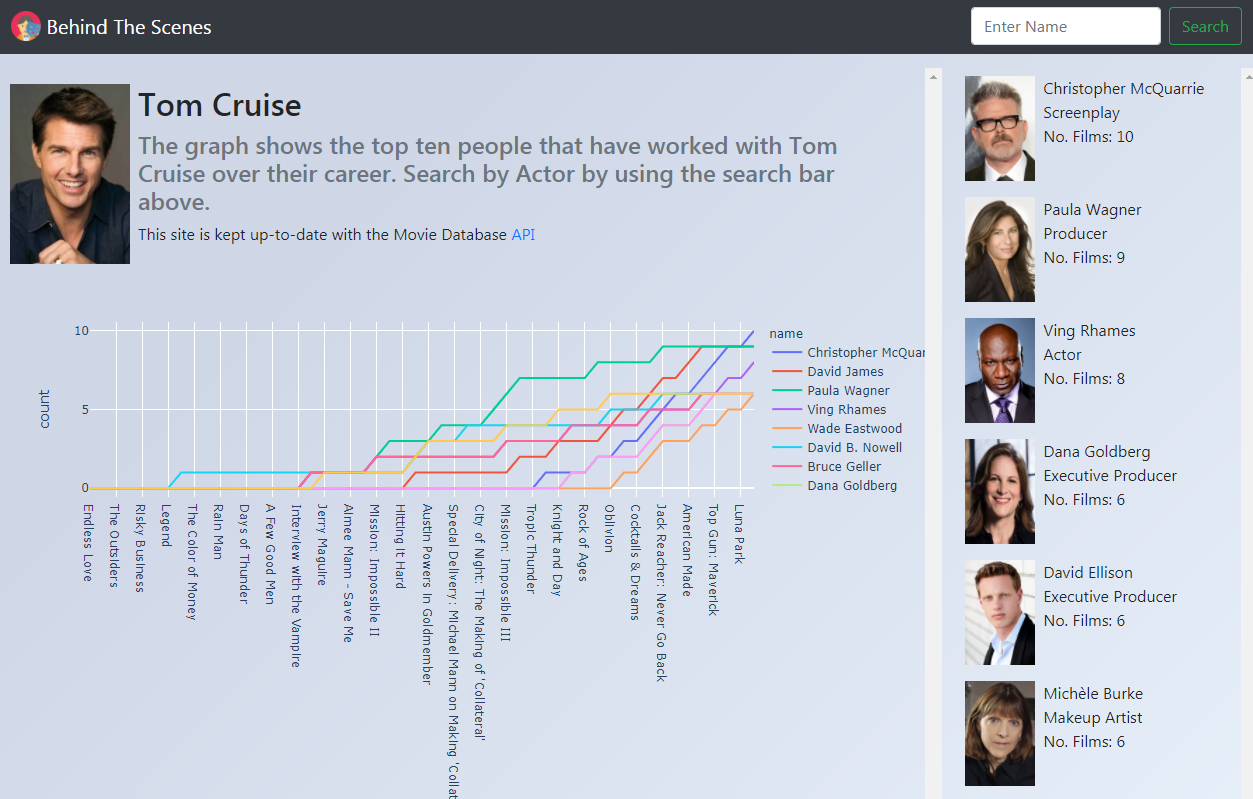 Behind The Scenes
Enter Name
Search
Tom Cruise
The graph shows the top ten people that have worked with Tom
Cruise over their career. Search by Actor by using the search bar
above.
This site is kept up-to-date with the Movie Database API
10
5
0
count
Endless Love
The Outsiders
Risky Business
Legend
The Color of Money
Rain Man
Days of Thunder
A Few Good Men
Interview with the Vampire
Jerry Maguire
Aimee Mann - Save Me
Mission: Impossible II
Hitting It Hard
Austin Powers in Goldmember
Special Delivery: Michael Mann on Making 'Collat
City of Night: The Making of 'Collateral'
Mission: Impossible III
Tropic Thunder
Knight and Day
Rock of Ages
Oblivion
Cocktails & Dreams
Jack Reacher: Never Go Back
American Made
Top Gun: Maverick
Luna Park
name
Christopher McQuar
David James
Paula Wagner
Ving Rhames
Wade Eastwood
David B. Nowell
Bruce Geller
Dana Goldberg
Christopher McQuarrie
Screenplay
No. Films: 10
Paula Wagner
Producer
No. Films: 9
Ving Rhames
Actor
No. Films: 8
Dana Goldberg
Executive Producer
No. Films: 6
David Ellison
Executive Producer
No. Films: 6
Michèle Burke
Makeup Artist
No. Films: 6